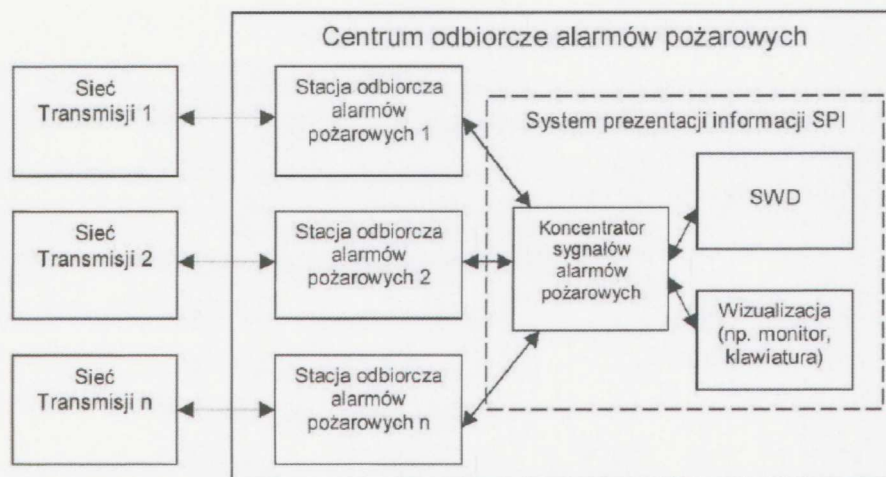 Centrum odbiorcze alarmów pożarowych
Sieć
Transmisji 1
Stacja odbiorcza
alarmów
pożarowych 1
System prezentacji informacji SPI
SWD
Sieć
Transmisji 2
Stacja odbiorcza
alarmów
pożarowych 2
Koncentrator
sygnałów
alarmów
pożarowych
Wizualizacja
(np. monitor,
klawiatura)
Sieć
Transmisji n
Stacja odbiorcza
alarmów
pożarowych n